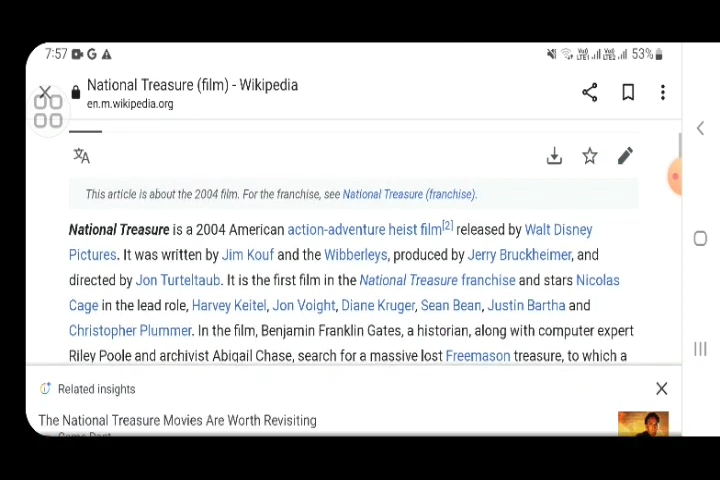 7:57 G 53%
National Treasure (film) - Wikipedia
en.m.wikipedia.org
This article is about the 2004 film. For the franchise, see National Treasure (franchise).
National Treasure is a 2004 American action-adventure heist film[2] released by Walt Disney
Pictures. It was written by Jim Kouf and the Wibberleys, produced by Jerry Bruckheimer, and
directed by Jon Turteltaub. It is the first film in the National Treasure franchise and stars Nicolas
Cage in the lead role, Harvey Keitel, Jon Voight, Diane Kruger, Sean Bean, Justin Bartha and
Christopher Plummer. In the film, Benjamin Franklin Gates, a historian, along with computer expert
Riley Poole and archivist Abigail Chase, search for a massive lost Freemason treasure, to which a
Related insights
The National Treasure Movies Are Worth Revisiting